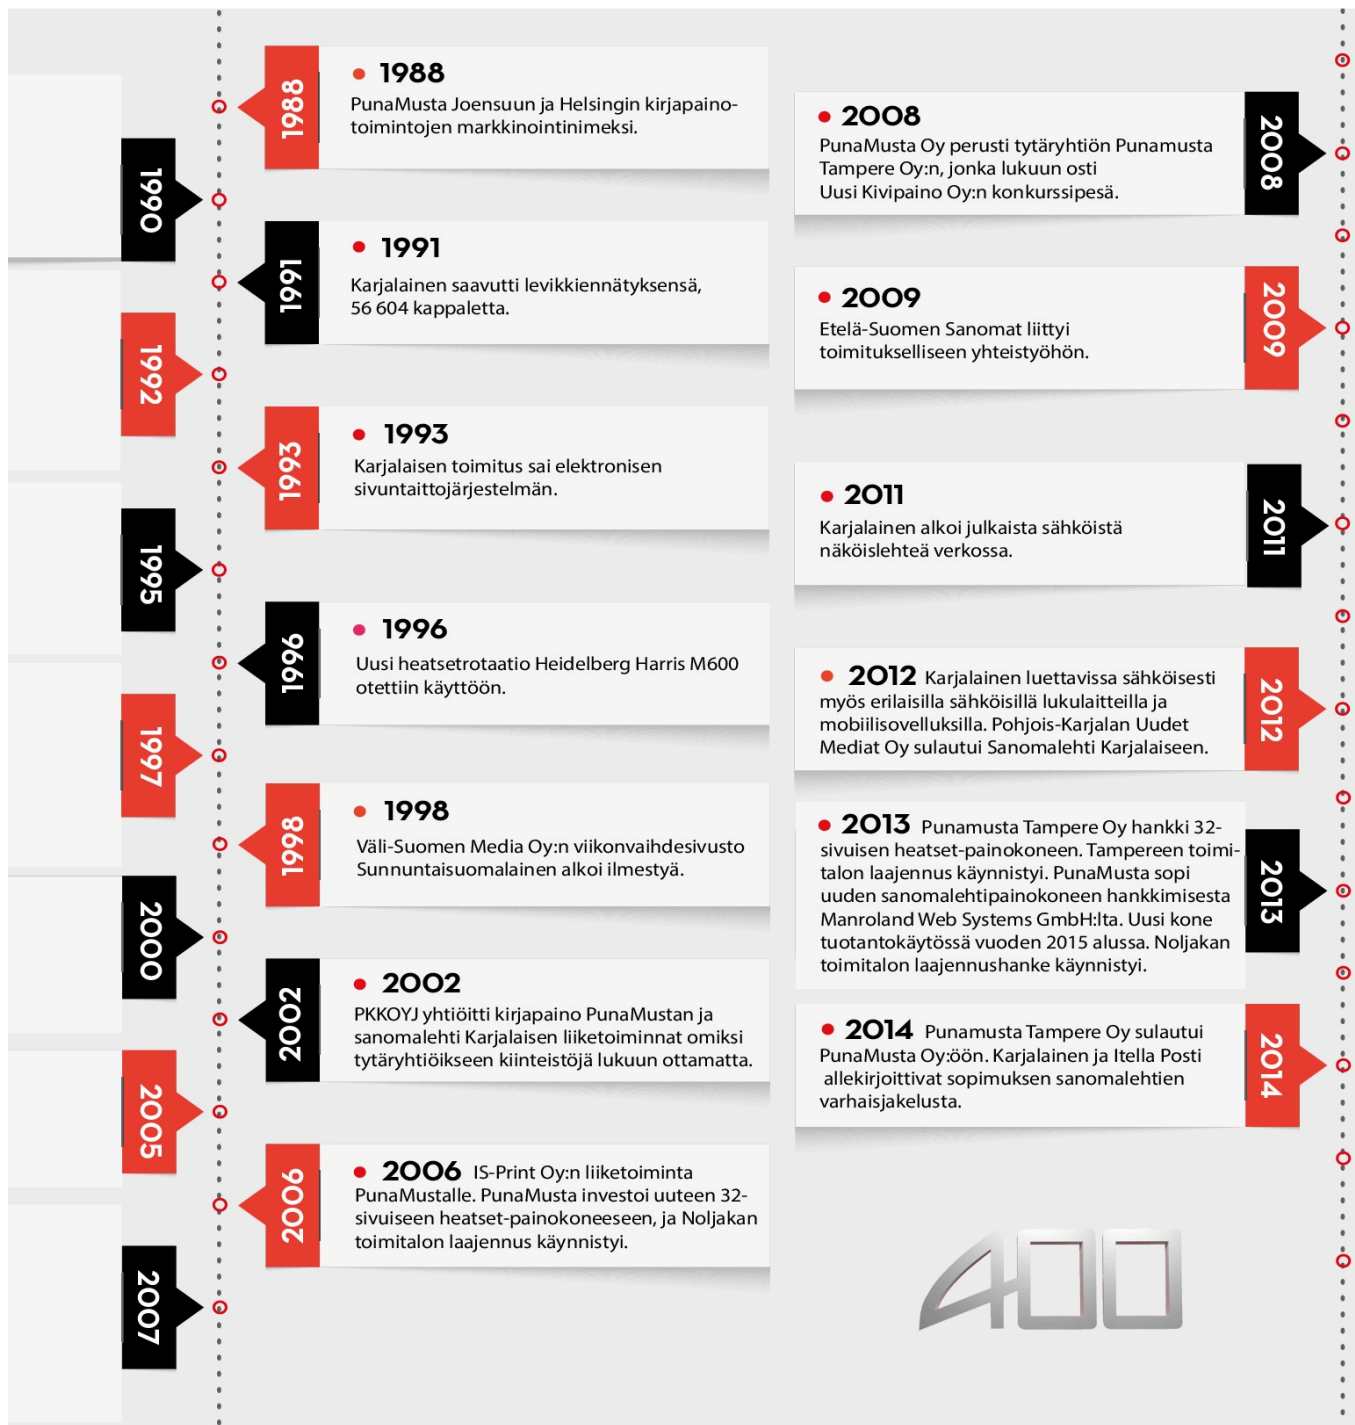 1990
1992
1995
1997
2000
2005
2007
1988
1988
PunaMusta Joensuun ja Helsingin kirjapaino-
toimintojen markkinointinimeksi.
1991
1991
Karjalainen saavutti levikkiennätyksensä,
56 604 kappaletta.
1993
1993
Karjalaisen toimitus sai elektronisen
sivuntaittojärjestelmän.
1996
1996
Uusi heatsetrotaatio Heidelberg Harris M600
otettiin käyttöön.
1998
1998
Väli-Suomen Media Oy:n viikonvaihdesivusto
Sunnuntaisuomalainen alkoi ilmestyä.
2002
2002
PKKOYJ yhtiöitti kirjapaino PunaMustan ja
sanomalehti Karjalaisen liiketoiminnat omiksi
tytäryhtiöikseen kiinteistöjä lukuun ottamatta.
2006
2006 IS-Print Oy:n liiketoiminta
PunaMustalle. PunaMusta investoi uuteen 32-
sivuiseen heatset-painokoneeseen, ja Noljakan
toimitalon laajennus käynnistyi.
2008
PunaMusta Oy perusti tytäryhtiön Punamusta
Tampere Oy:n, jonka lukuun osti
Uusi Kivipaino Oy:n konkurssipesä.
2008
2009
Etelä-Suomen Sanomat liittyi
toimitukselliseen yhteistyöhön.
2009
2011
Karjalainen alkoi julkaista sähköistä
näköislehteä verkossa.
2011
2012 Karjalainen luettavissa sähköisesti
myös erilaisilla sähköisillä lukulaitteilla ja
mobiilisovelluksilla. Pohjois-Karjalan Uudet
Mediat Oy sulautui Sanomalehti Karjalaiseen.
2012
2013 Punamusta Tampere Oy hankki 32-
sivuisen heatset-painokoneen. Tampereen toimi-
talon laajennus käynnistyi. PunaMusta sopi
uuden sanomalehtipainokoneen hankkimisesta
Manroland Web Systems GmbH:lta. Uusi kone
tuotantokäytössä vuoden 2015 alussa. Noljakan
toimitalon laajennushanke käynnistyi.
2013
2014 Punamusta Tampere Oy sulautui
PunaMusta Oy:öön. Karjalainen ja Itella Posti
allekirjoittivat sopimuksen sanomalehtien
varhaisjakelusta.
2014
400